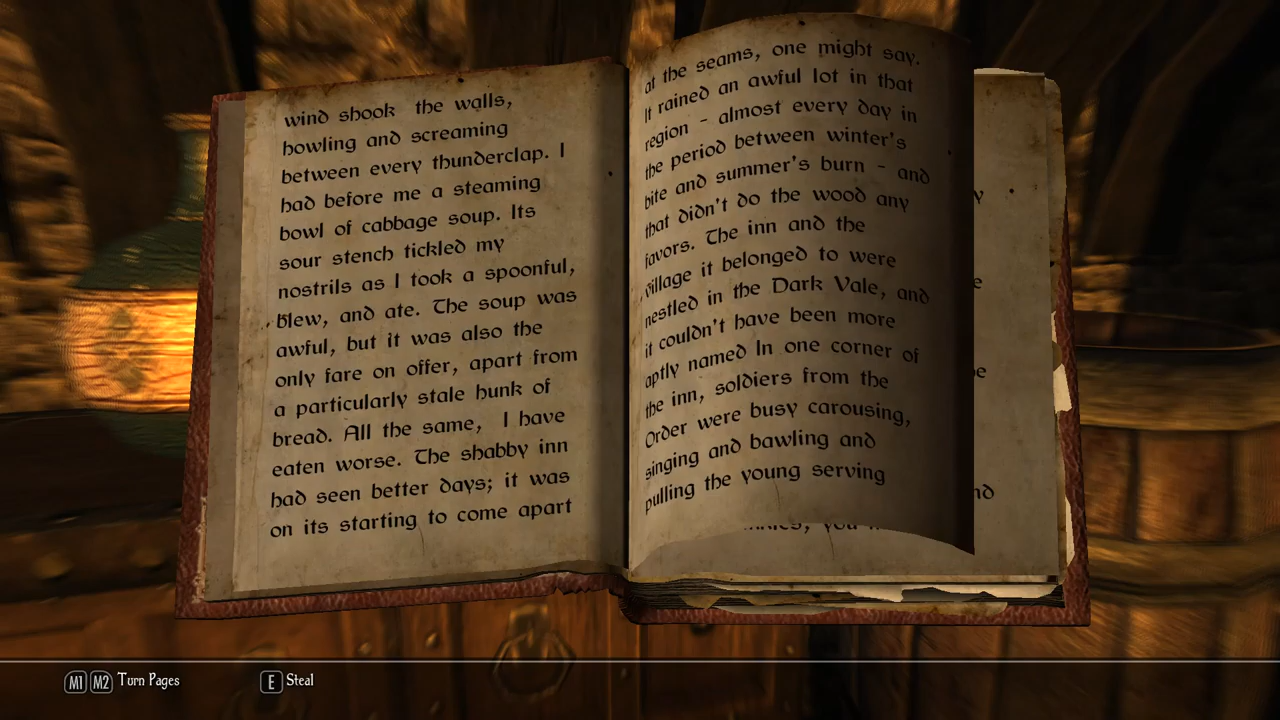 wind shook the walls,
howling and screaming
between every thunderclap. I
had before me a steaming
bowl of cabbage soup. Its
sour stench tickled my
nostrils as I took a spoonful,
blew, and ate. The soup was
awful, but it was also the
only fare on offer, apart from
a particularly stale hunk of
bread. All the same, I have
eaten worse. The shabby inn
had seen better days; it was
on its starting to come apart
at the seams, one might say.
It rained an awful lot in that
region - almost every day in
the period between winter's
bite and summer's burn - and
that didn't do the wood any
favors. The inn and the
village it belonged to were
nestled in the Dark Vale, and
it couldn't have been more
aptly named In one corner of
the inn, soldiers from the
Order were busy carousing,
singing and bawling and
pulling the young serving
M1 M2 Turn Pages
E Steal